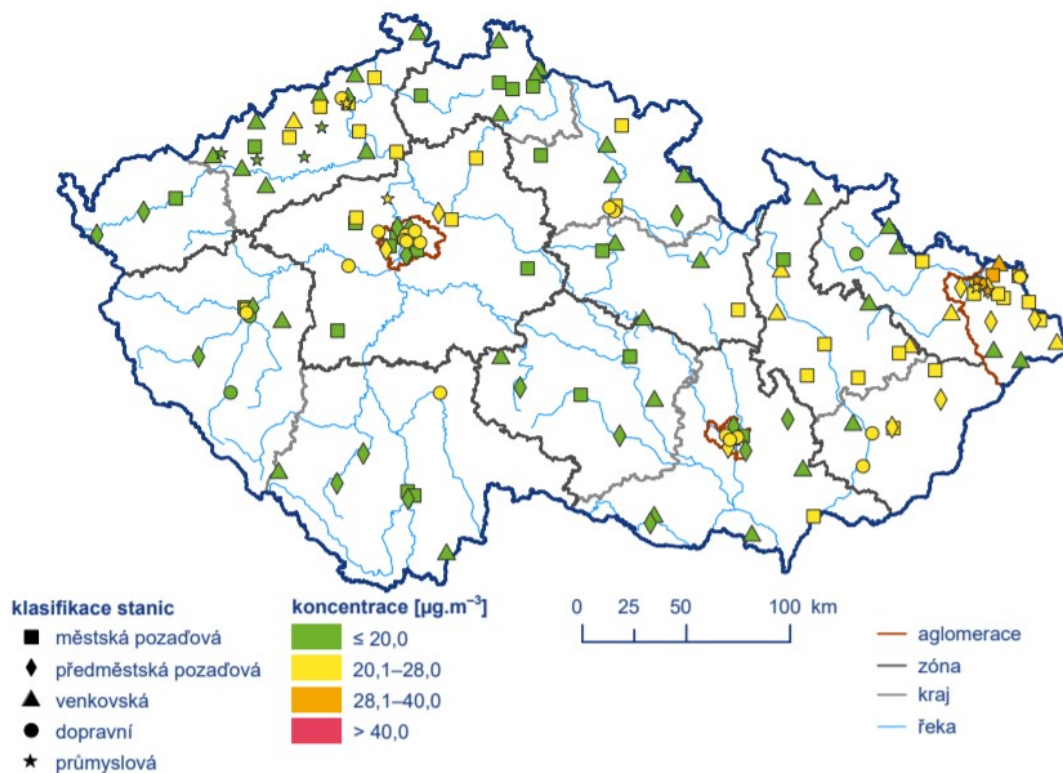 klasifikace stanic
městská pozaďová
předměstská pozaďová
venkovská
dopravní
průmyslová
koncentrace [µg.m⁻³]
≤ 20,0
20,1–28,0
28,1–40,0
> 40,0
0 25 50 100 km
aglomerace
zóna
kraj
řeka